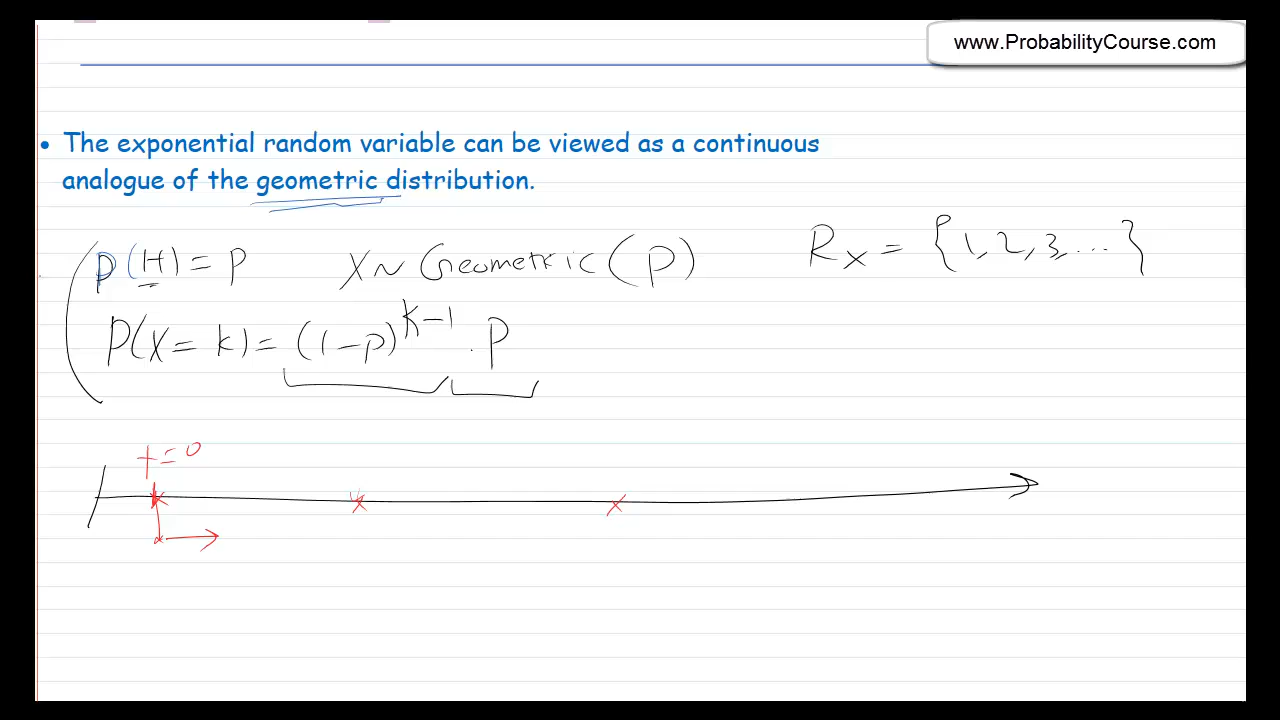 www.ProbabilityCourse.com
• The exponential random variable can be viewed as a continuous
analogue of the geometric distribution.
P(H) = p X ~ Geometric(p) Rx = {1, 2, 3, ...}
P(X = k) = (1-p)^{k-1} . p
t = 0